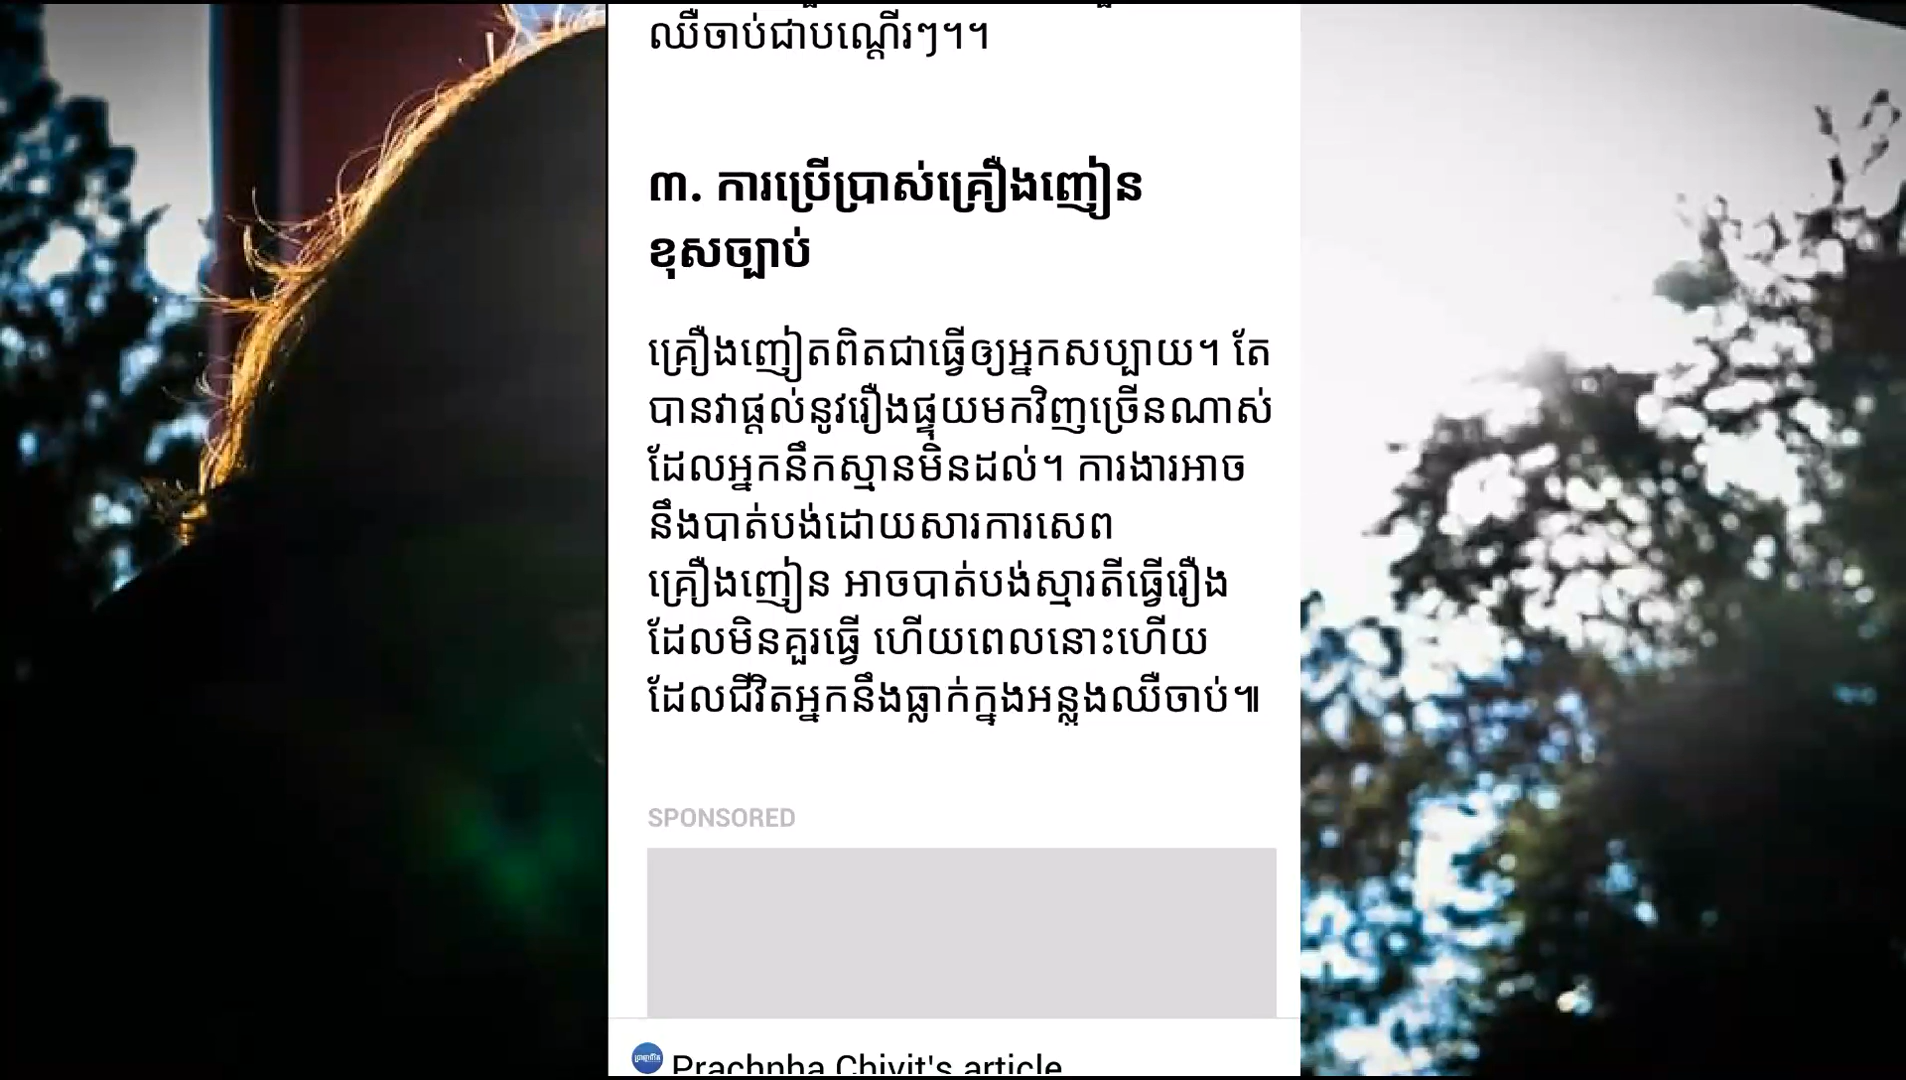 ឈឺចាប់ជាបណ្ដើរៗ។។
៣. ការប្រើប្រាស់គ្រឿងញៀន
ខុសច្បាប់
គ្រឿងញៀតពិតជាធ្វើឲ្យអ្នកសប្បាយ។ តែ
បានវាផ្ដល់នូវរឿងផ្ទុយមកវិញច្រើនណាស់
ដែលអ្នកនឹកស្មានមិនដល់។ ការងារអាច
នឹងបាត់បង់ដោយសារការសេព
គ្រឿងញៀន អាចបាត់បង់ស្មារតីធ្វើរឿង
ដែលមិនគួរធ្វើ ហើយពេលនោះហើយ
ដែលជីវិតអ្នកនឹងធ្លាក់ក្នុងអន្លុងឈឺចាប់៕
SPONSORED
Prachnha Chivit's article